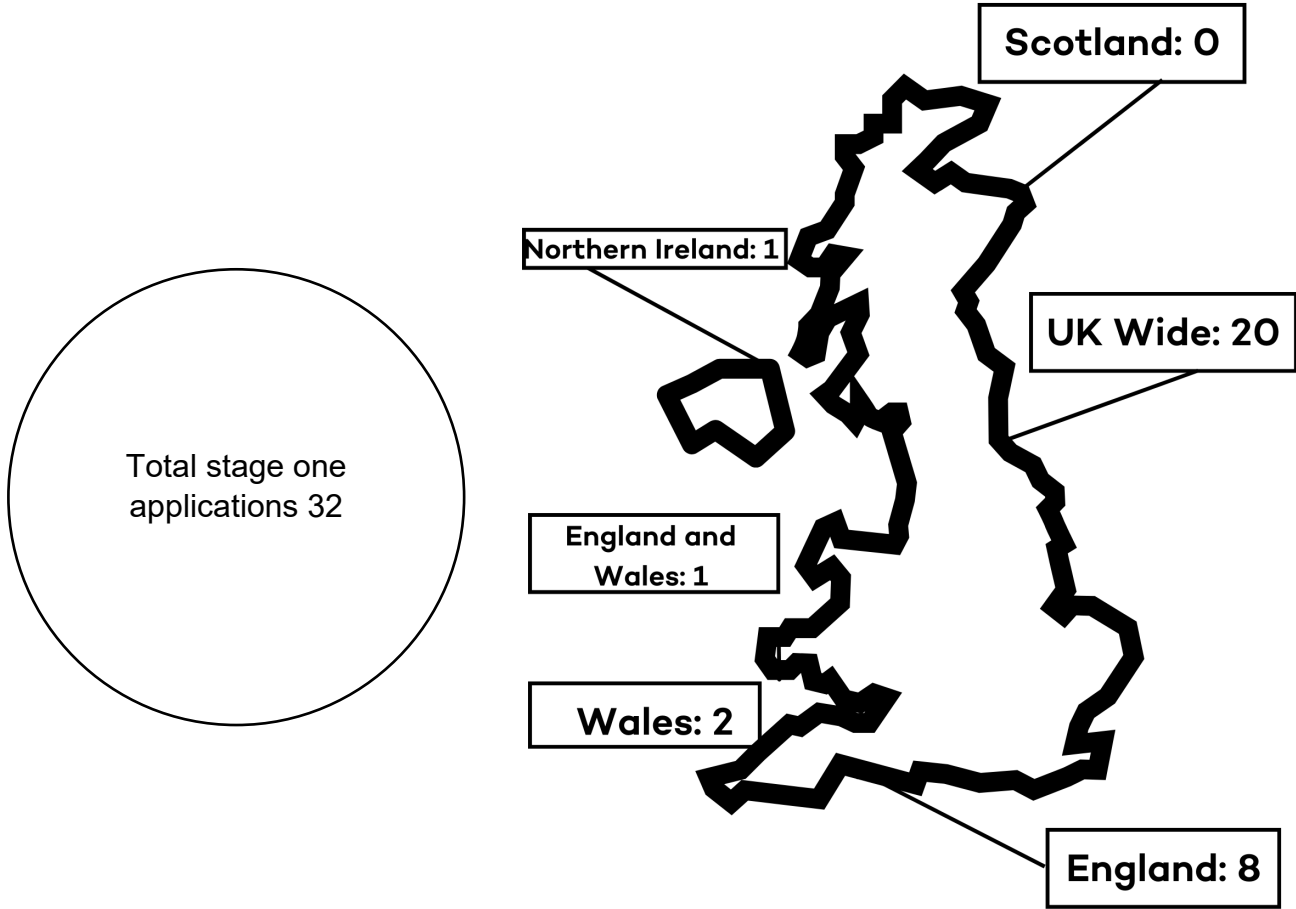 Scotland: 0
Northern Ireland: 1
UK Wide: 20
Total stage one
applications 32
England and
Wales: 1
Wales: 2
England: 8